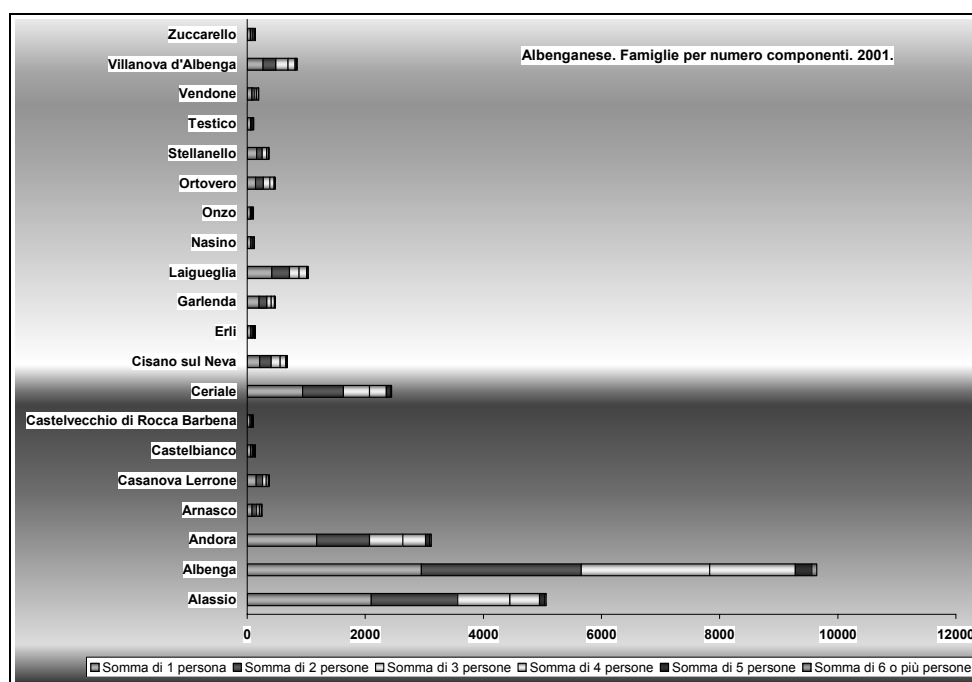 Albenganese. Famiglie per numero componenti. 2001.
Zuccarello
Villanova d'Albenga
Vendone
Testico
Stellanello
Ortovero
Onzo
Nasino
Laigueglia
Garlenda
Erli
Cisano sul Neva
Ceriale
Castelvecchio di Rocca Barbena
Castelbianco
Casanova Lerrone
Arnasco
Andora
Albenga
Alassio
0 2000 4000 6000 8000 10000 12000
Somma di 1 persona Somma di 2 persone Somma di 3 persone Somma di 4 persone Somma di 5 persone Somma di 6 o più persone